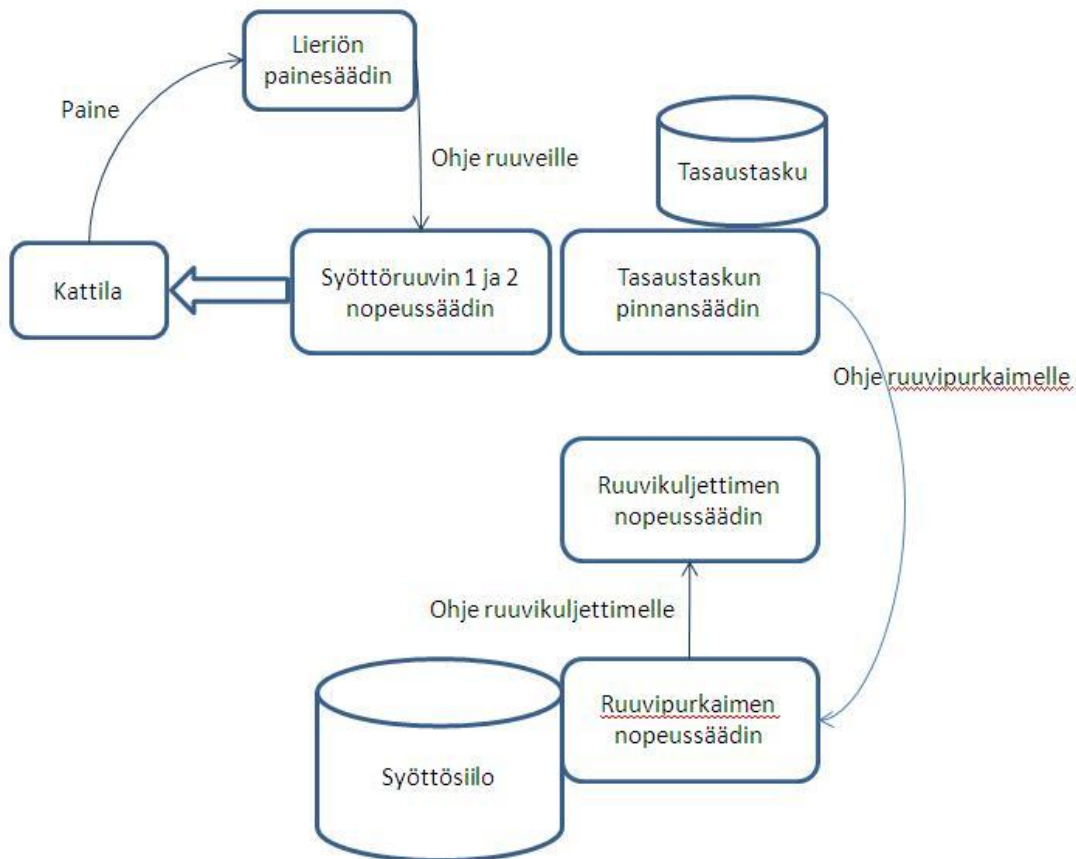 Lieriön
painesäädin
Paine
Ohje ruuveille
Tasaustasku
Kattila
Syöttöruuvin 1 ja 2
nopeussäädin
Tasaustaskun
pinnansäädin
Ohje ruuvipurkaimelle
Ruuvikuljettimen
nopeussäädin
Ohje ruuvikuljettimelle
Ruuvipurkaimen
nopeussäädin
Syöttösiilo